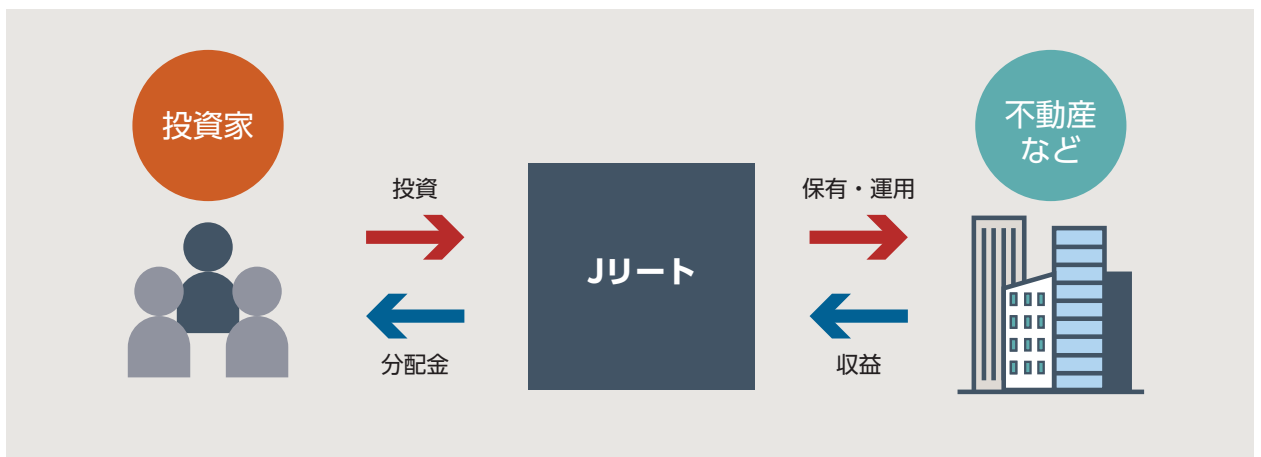 投資家
投資
分配金
Jリート
保有・運用
収益
不動産
など